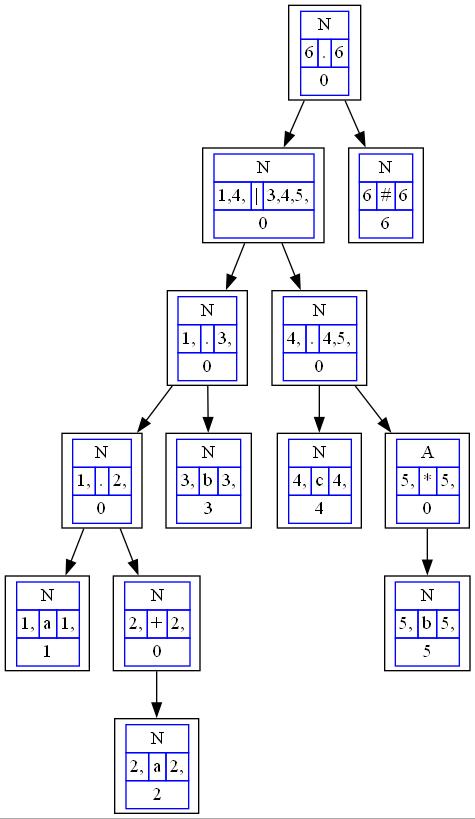 N
6 . 6
0
N
1,4, | 3,4,5,
0
N
6 # 6
6
N
1, . 3,
0
N
4, . 4,5,
0
N
1, . 2,
0
N
3, b 3,
3
N
4, c 4,
4
A
5, * 5,
0
N
1, a 1,
1
N
2, + 2,
0
N
5, b 5,
5
N
2, a 2,
2